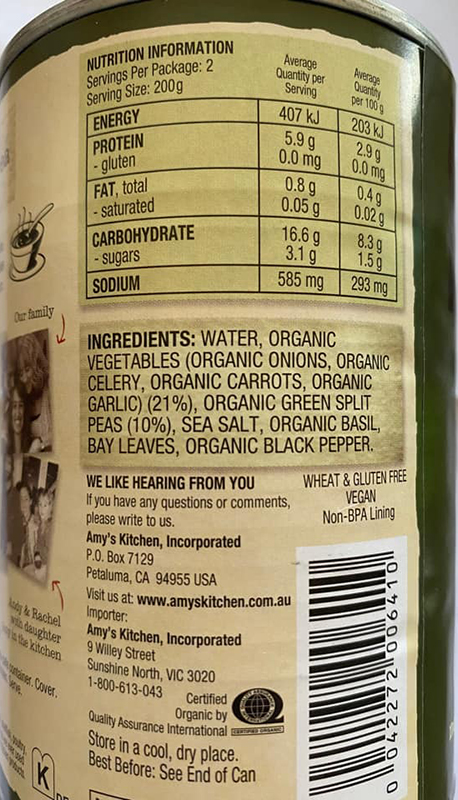 NUTRITION INFORMATION
Servings Per Package: 2
Serving Size: 200g
Average Quantity per Serving
Average Quantity per 100 g
ENERGY 407 kJ 203 kJ
PROTEIN 5.9 g 2.9 g
- gluten 0.0 mg 0.0 mg
FAT, total 0.8 g 0.4 g
- saturated 0.05 g 0.02 g
CARBOHYDRATE 16.6 g 8.3 g
- sugars 3.1 g 1.5 g
SODIUM 585 mg 293 mg
Our family
INGREDIENTS: WATER, ORGANIC
VEGETABLES (ORGANIC ONIONS, ORGANIC
CELERY, ORGANIC CARROTS, ORGANIC
GARLIC) (21%), ORGANIC GREEN SPLIT
PEAS (10%), SEA SALT, ORGANIC BASIL,
BAY LEAVES, ORGANIC BLACK PEPPER.
WE LIKE HEARING FROM YOU
If you have any questions or comments,
please write to us.
Amy's Kitchen, Incorporated
P.O. Box 7129
Petaluma, CA 94955 USA
Visit us at: www.amyskitchen.com.au
Importer:
Amy's Kitchen, Incorporated
9 Willey Street
Sunshine North, VIC 3020
1-800-613-043
WHEAT & GLUTEN FREE
VEGAN
Non-BPA Lining
& Rachel
with daughter
in the kitchen
container. Cover.
Serve.
Certified
Organic by
Quality Assurance International
CERTIFIED ORGANIC
Store in a cool, dry place.
Best Before: See End of Can
K
0 42272 00641 0